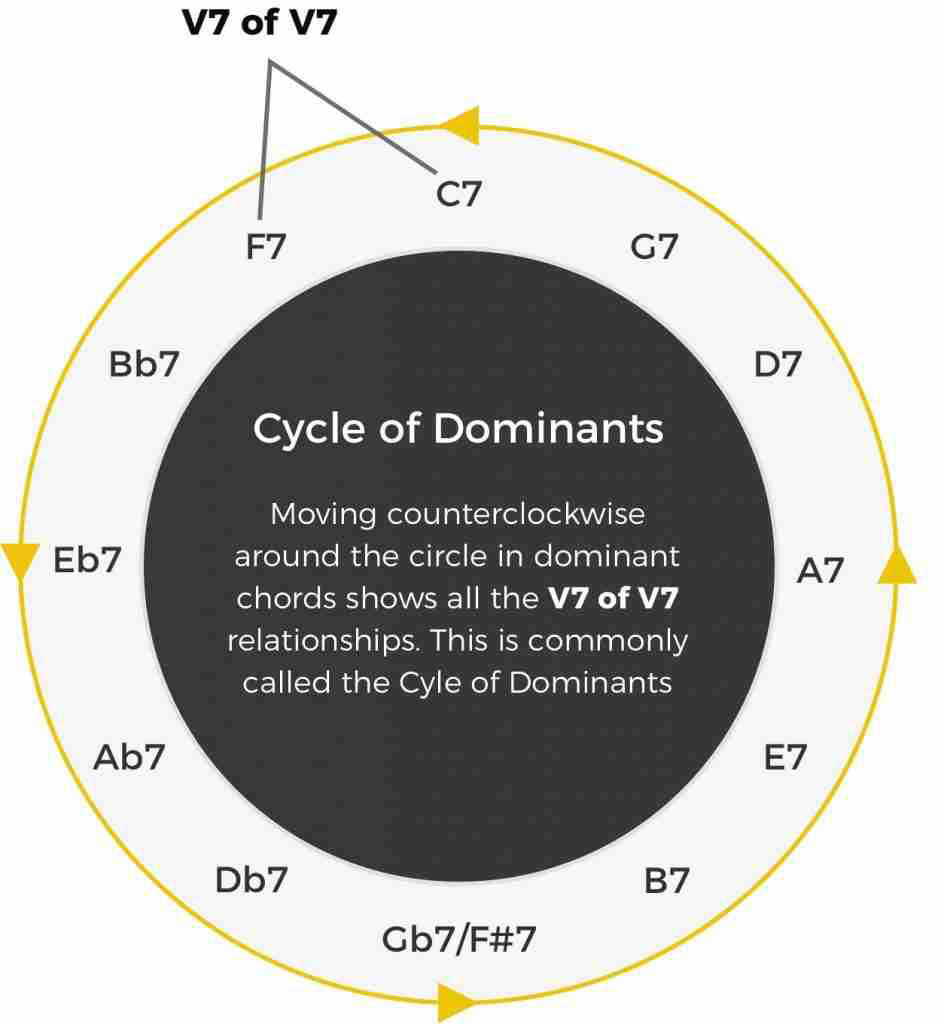 V7 of V7
C7
F7
G7
Bb7
D7
Cycle of Dominants
Moving counterclockwise
around the circle in dominant
chords shows all the V7 of V7
relationships. This is commonly
called the Cyle of Dominants
Eb7
A7
Ab7
E7
Db7
B7
Gb7/F#7